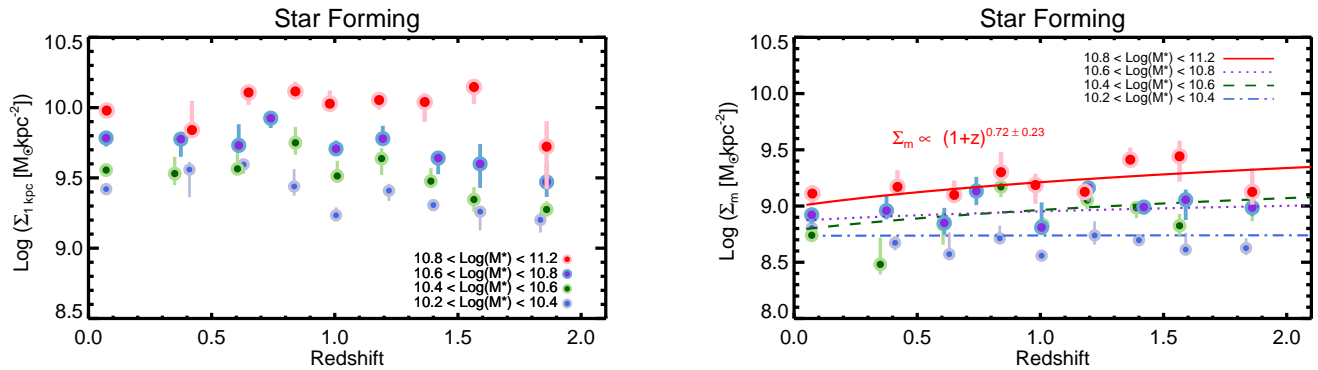 Star Forming
10.5
10.0
9.5
9.0
8.5
0.0 0.5 1.0 1.5 2.0
Redshift
Log (Σ1 kpc [M⊙kpc-2])
10.8 < Log(M*) < 11.2
10.6 < Log(M*) < 10.8
10.4 < Log(M*) < 10.6
10.2 < Log(M*) < 10.4
Star Forming
10.5
10.0
9.5
9.0
8.5
8.0
0.0 0.5 1.0 1.5 2.0
Redshift
Log (Σm [M⊙kpc-2])
10.8 < Log(M*) < 11.2
10.6 < Log(M*) < 10.8
10.4 < Log(M*) < 10.6
10.2 < Log(M*) < 10.4
Σm ∝ (1+z)0.72 ± 0.23